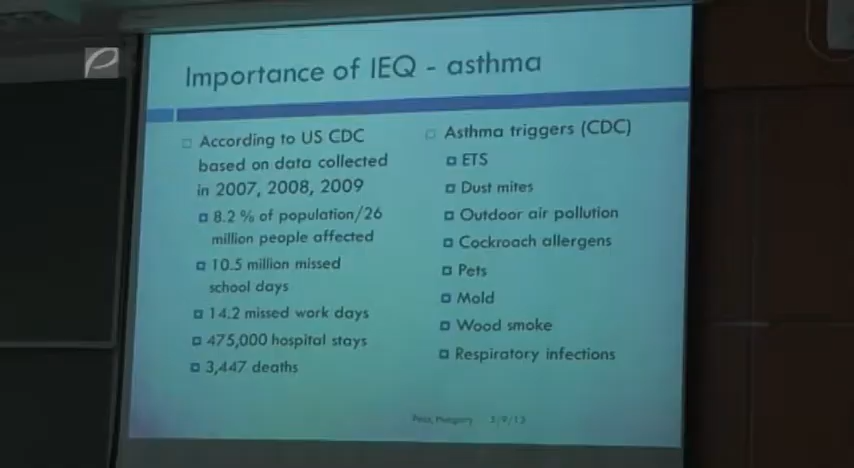 Importance of IEQ - asthma
According to US CDC
based on data collected
in 2007, 2008, 2009
8.2 % of population/26
million people affected
10.5 million missed
school days
14.2 missed work days
475,000 hospital stays
3,447 deaths
Asthma triggers (CDC)
ETS
Dust mites
Outdoor air pollution
Cockroach allergens
Pets
Mold
Wood smoke
Respiratory infections
Hungary